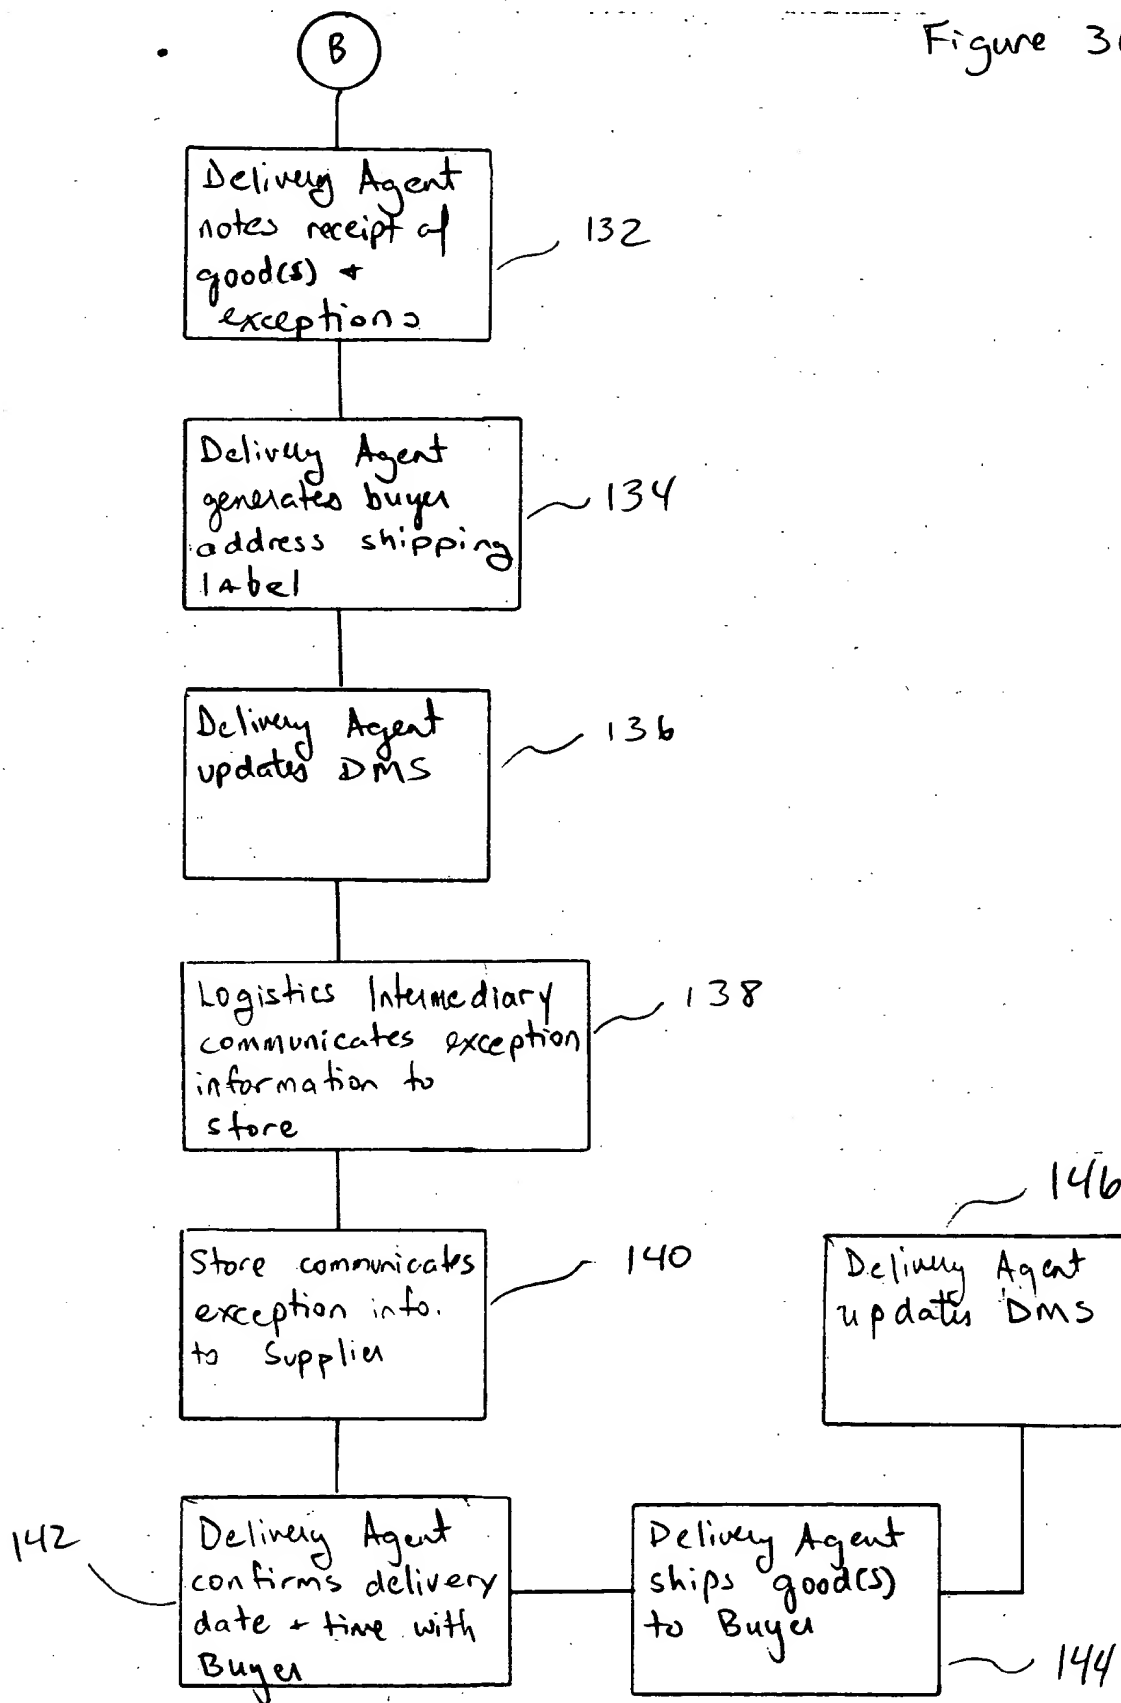 B
Figure 3
Delivery Agent
notes receipt of
good(s) +
exceptions
132
Delivery Agent
generates buyer
address shipping
label
134
Delivery Agent
updates DMS
136
Logistics Intermediary
communicates exception
information to
store
138
Store communicates
exception info.
to Supplier
140
146
Delivery Agent
updates DMS
142
Delivery Agent
confirms delivery
date + time with
Buyer
Delivery Agent
ships good(s)
to Buyer
144